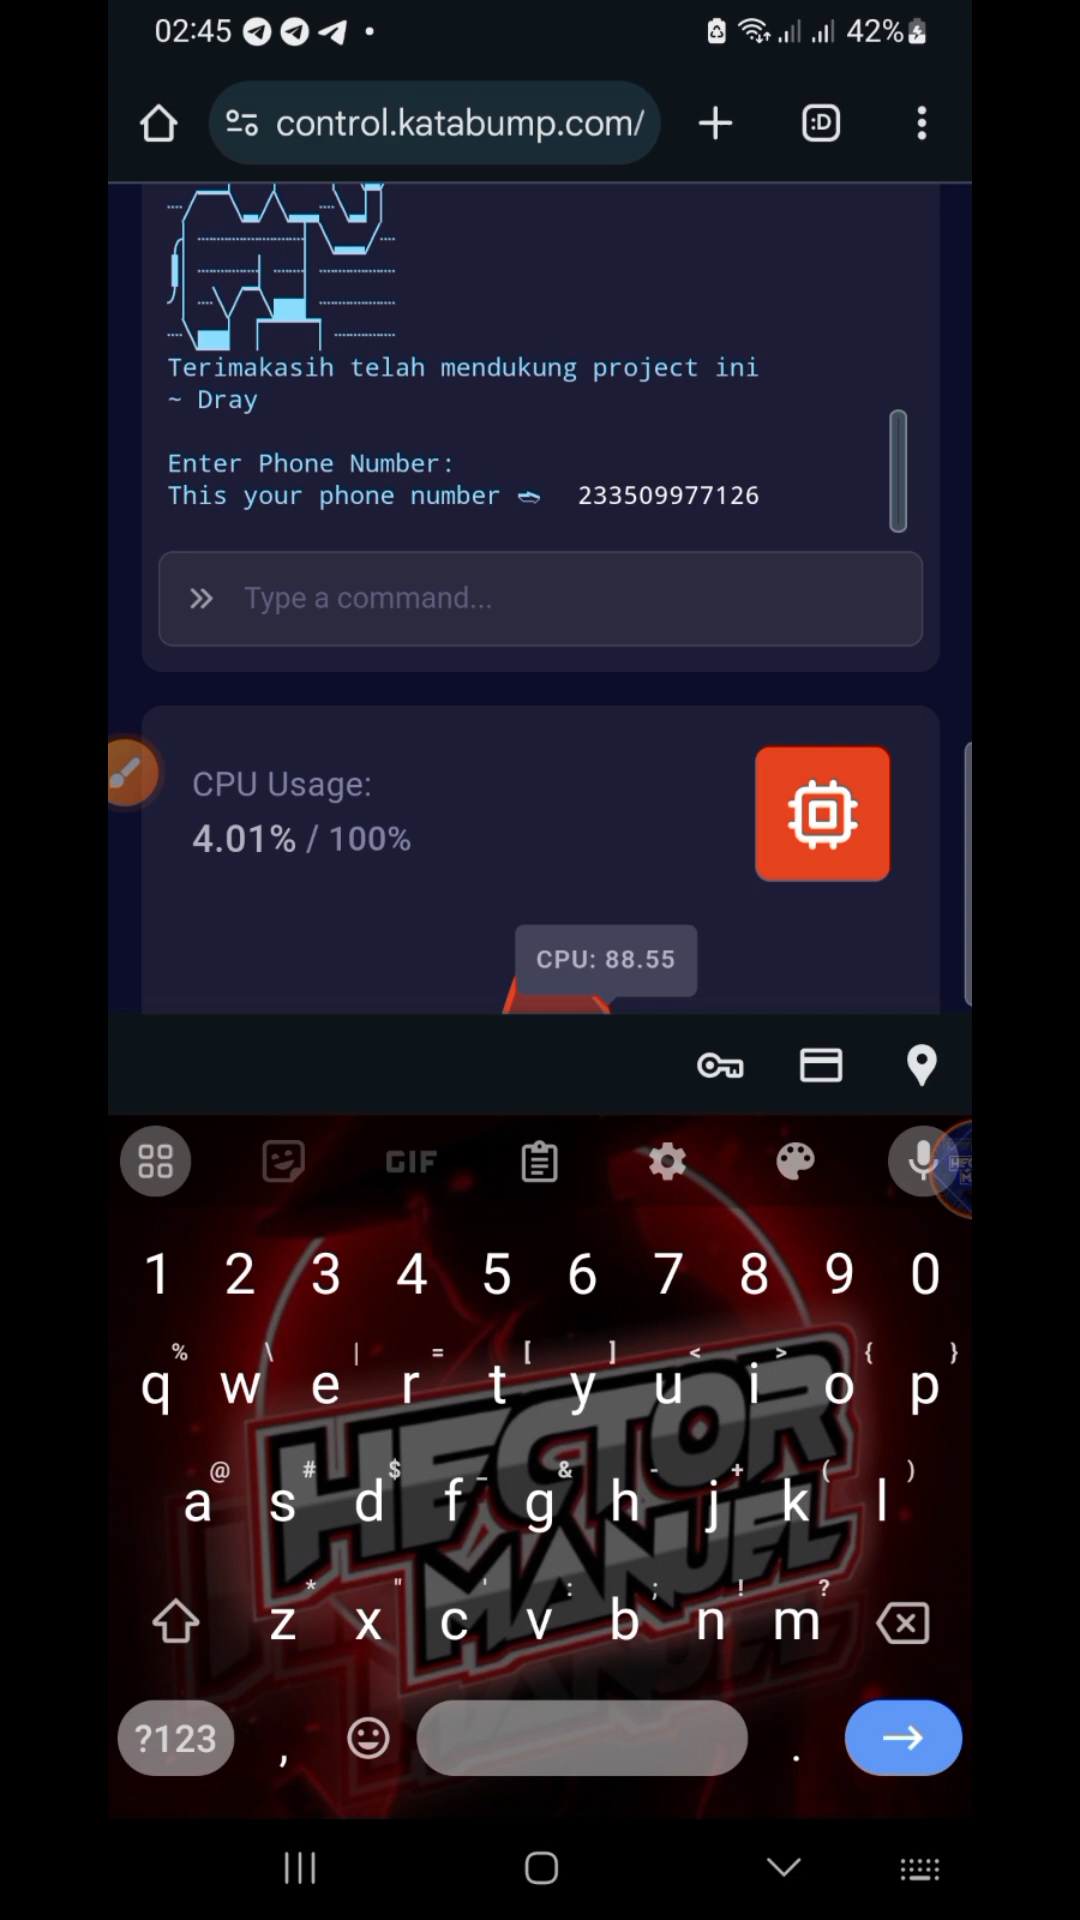 02:45
42%
control.katabump.com/
:D
Terimakasih telah mendukung project ini
~ Dray
Enter Phone Number:
This your phone number 233509977126
Type a command...
CPU Usage:
4.01% / 100%
CPU: 88.55
GIF
1 2 3 4 5 6 7 8 9 0
% \ | = [ ] < > { }
q w e r t y u i o p
@ # $ _ & - + ( )
a s d f g h j k l
* " ' : ; ! ?
z x c v b n m
HECTOR
MANUEL
?123 , .